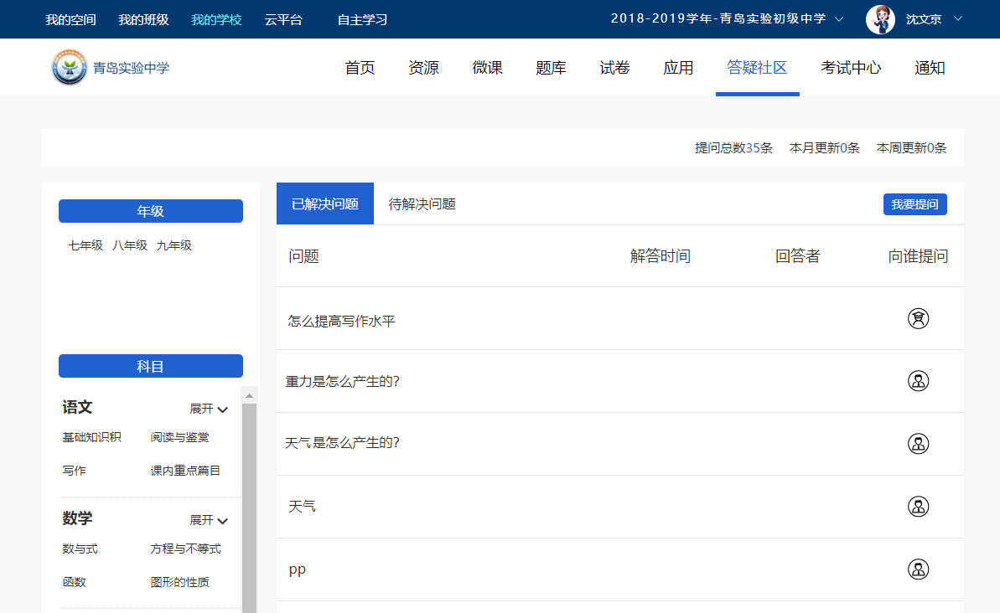 我的空间 我的班级 我的学校 云平台 自主学习 2018-2019学年-青岛实验初级中学 沈文京
青岛实验中学 首页 资源 微课 题库 试卷 应用 答疑社区 考试中心 通知
提问总数35条 本月更新0条 本周更新0条
年级
七年级 八年级 九年级
科目
语文 展开
基础知识积 阅读与鉴赏
写作 课内重点篇目
数学 展开
数与式 方程与不等式
函数 图形的性质
已解决问题 待解决问题 我要提问
问题 解答时间 回答者 向谁提问
怎么提高写作水平
重力是怎么产生的?
天气是怎么产生的?
天气
pp